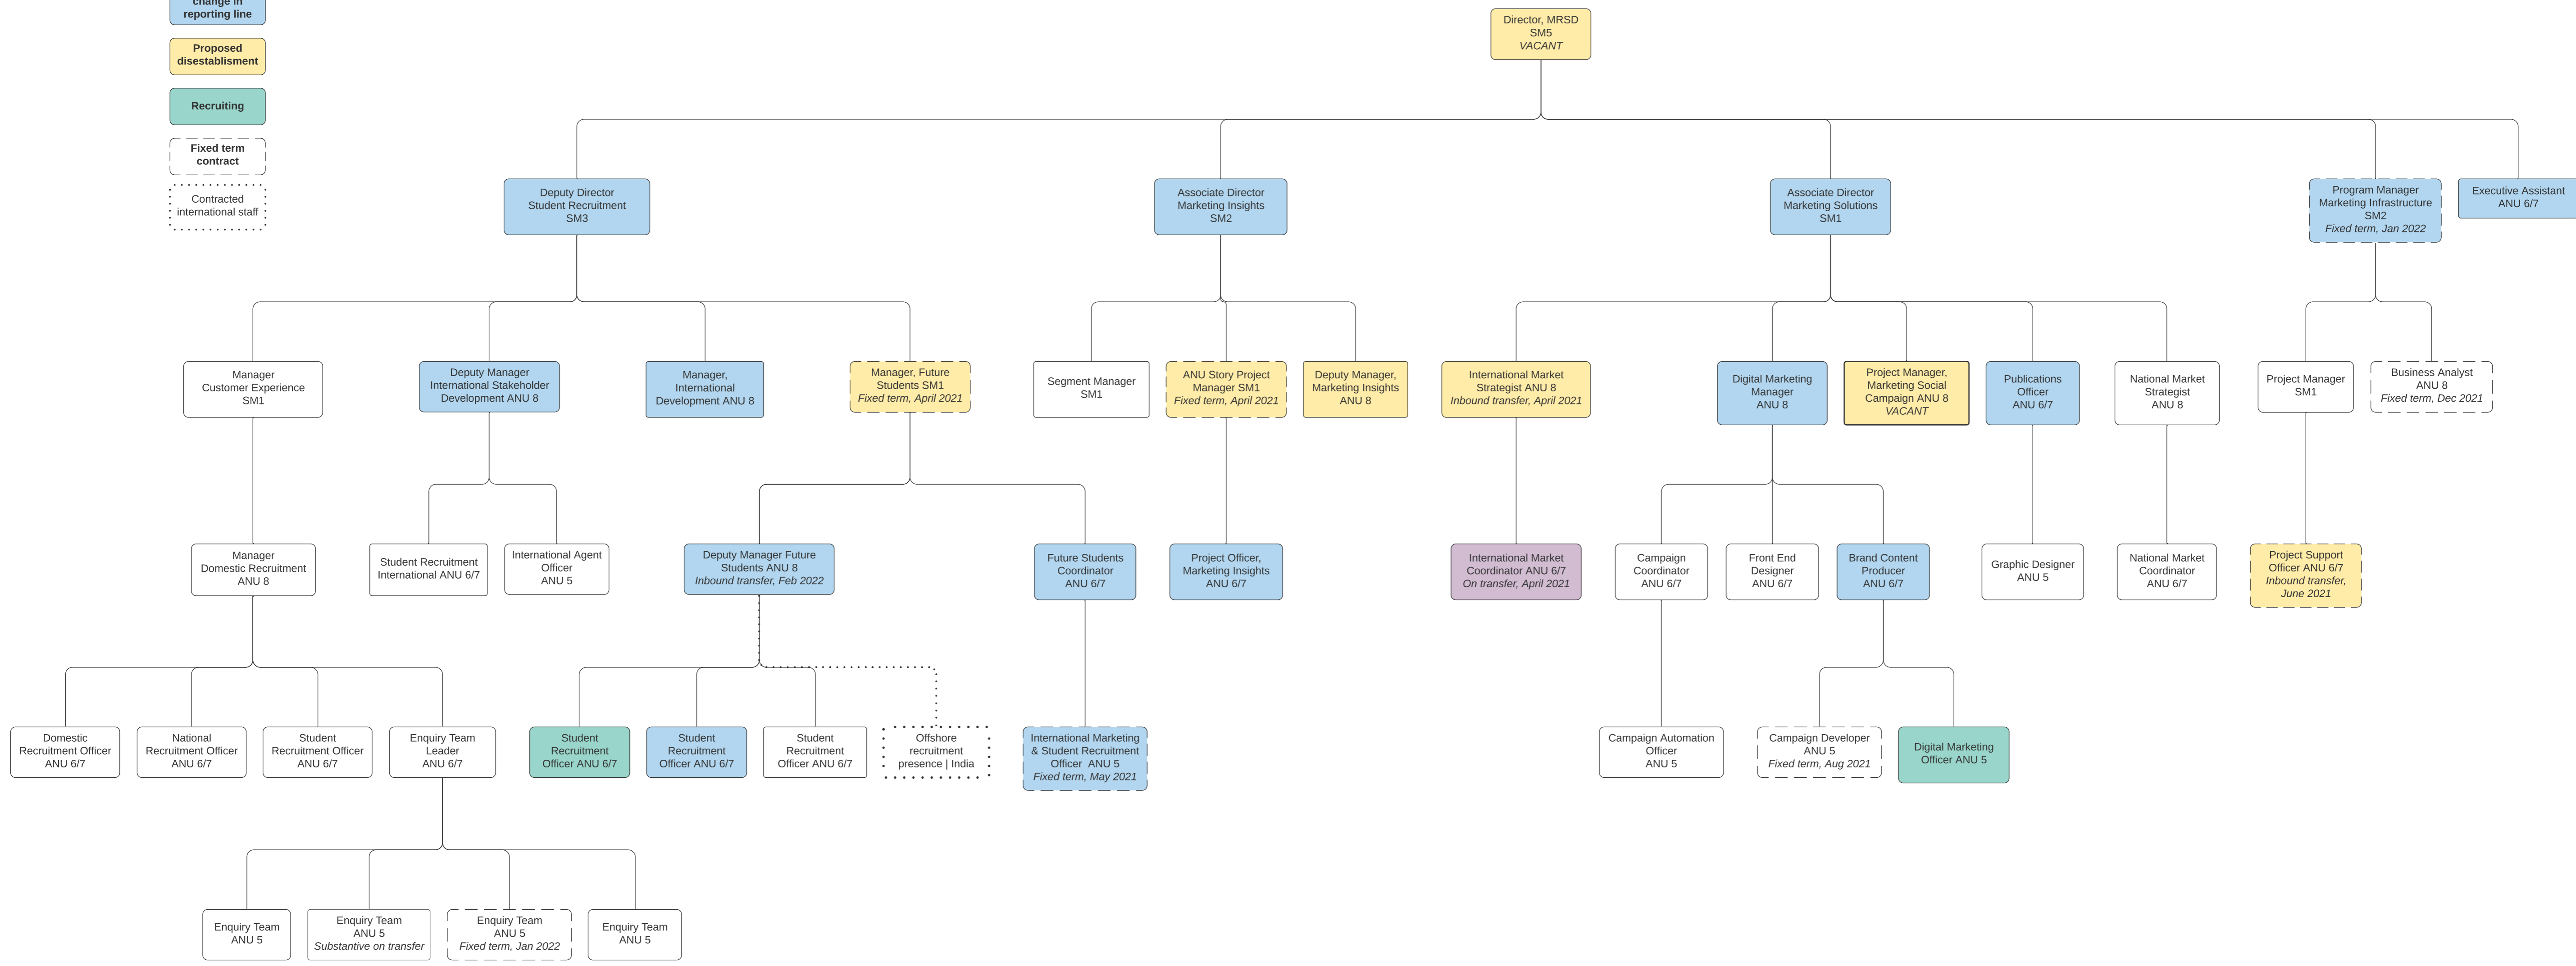 change in
reporting line
Proposed
disestablisment
Recruiting
Fixed term
contract
Contracted
international staff
Director, MRSD
SM5
VACANT
Deputy Director
Student Recruitment
SM3
Associate Director
Marketing Insights
SM2
Associate Director
Marketing Solutions
SM1
Program Manager
Marketing Infrastructure
SM2
Fixed term, Jan 2022
Executive Assistant
ANU 6/7
Manager
Customer Experience
SM1
Deputy Manager
International Stakeholder
Development ANU 8
Manager,
International
Development ANU 8
Manager, Future
Students SM1
Fixed term, April 2021
Segment Manager
SM1
ANU Story Project
Manager SM1
Fixed term, April 2021
Deputy Manager,
Marketing Insights
ANU 8
International Market
Strategist ANU 8
Inbound transfer, April 2021
Digital Marketing
Manager
ANU 8
Project Manager,
Marketing Social
Campaign ANU 8
VACANT
Publications
Officer
ANU 6/7
National Market
Strategist
ANU 8
Project Manager
SM1
Business Analyst
ANU 8
Fixed term, Dec 2021
Manager
Domestic Recruitment
ANU 8
Student Recruitment
International ANU 6/7
International Agent
Officer
ANU 5
Deputy Manager Future
Students ANU 8
Inbound transfer, Feb 2022
Future Students
Coordinator
ANU 6/7
Project Officer,
Marketing Insights
ANU 6/7
International Market
Coordinator ANU 6/7
On transfer, April 2021
Campaign
Coordinator
ANU 6/7
Front End
Designer
ANU 6/7
Brand Content
Producer
ANU 6/7
Graphic Designer
ANU 5
National Market
Coordinator
ANU 6/7
Project Support
Officer ANU 6/7
Inbound transfer,
June 2021
Domestic
Recruitment Officer
ANU 6/7
National
Recruitment Officer
ANU 6/7
Student
Recruitment Officer
ANU 6/7
Enquiry Team
Leader
ANU 6/7
Student
Recruitment
Officer ANU 6/7
Student
Recruitment
Officer ANU 6/7
Student
Recruitment
Officer ANU 6/7
Offshore
recruitment
presence | India
International Marketing
& Student Recruitment
Officer ANU 5
Fixed term, May 2021
Campaign Automation
Officer
ANU 5
Campaign Developer
ANU 5
Fixed term, Aug 2021
Digital Marketing
Officer ANU 5
Enquiry Team
ANU 5
Enquiry Team
ANU 5
Substantive on transfer
Enquiry Team
ANU 5
Fixed term, Jan 2022
Enquiry Team
ANU 5